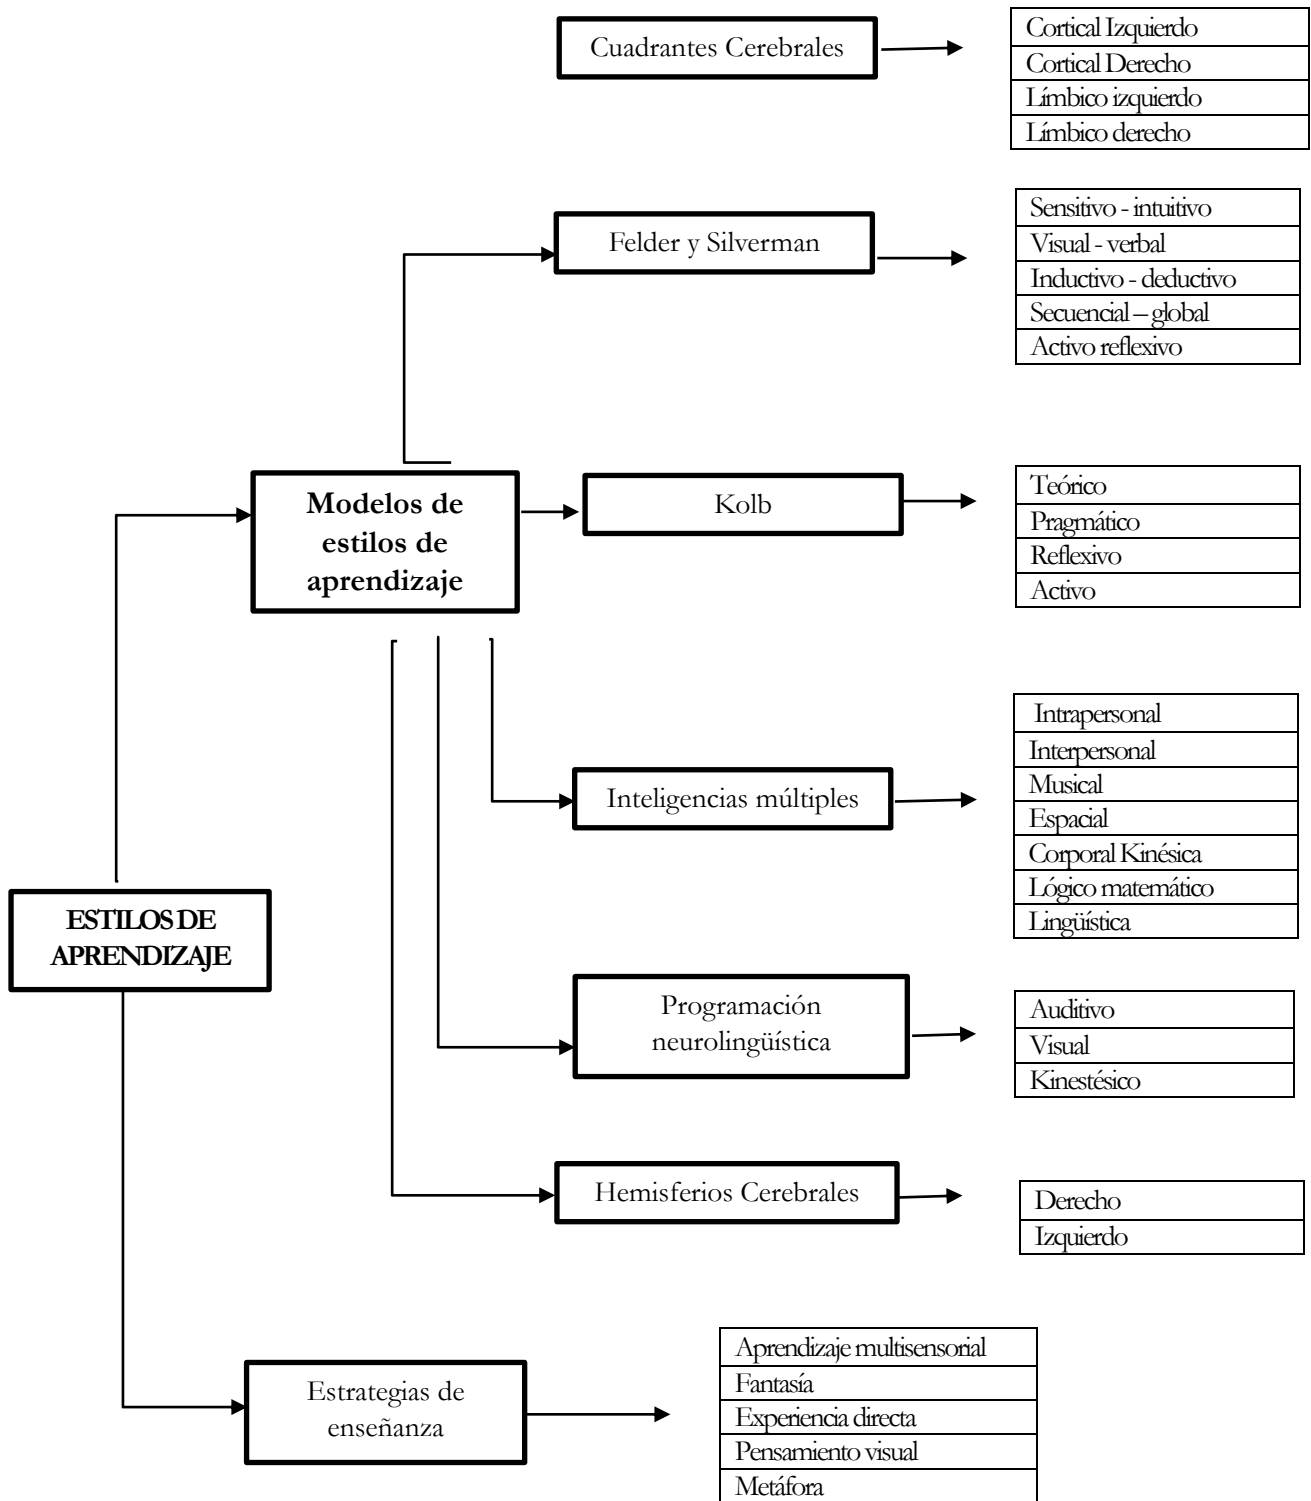 Cuadrantes Cerebrales
Cortical Izquierdo
Cortical Derecho
Límbico izquierdo
Límbico derecho
Felder y Silverman
Sensitivo - intuitivo
Visual - verbal
Inductivo - deductivo
Secuencial – global
Activo reflexivo
Modelos de
estilos de
aprendizaje
Kolb
Teórico
Pragmático
Reflexivo
Activo
Inteligencias múltiples
Intrapersonal
Interpersonal
Musical
Espacial
Corporal Kinésica
Lógico matemático
Lingüística
ESTILOS DE
APRENDIZAJE
Programación
neurolingüística
Auditivo
Visual
Kinestésico
Hemisferios Cerebrales
Derecho
Izquierdo
Estrategias de
enseñanza
Aprendizaje multisensorial
Fantasía
Experiencia directa
Pensamiento visual
Metáfora